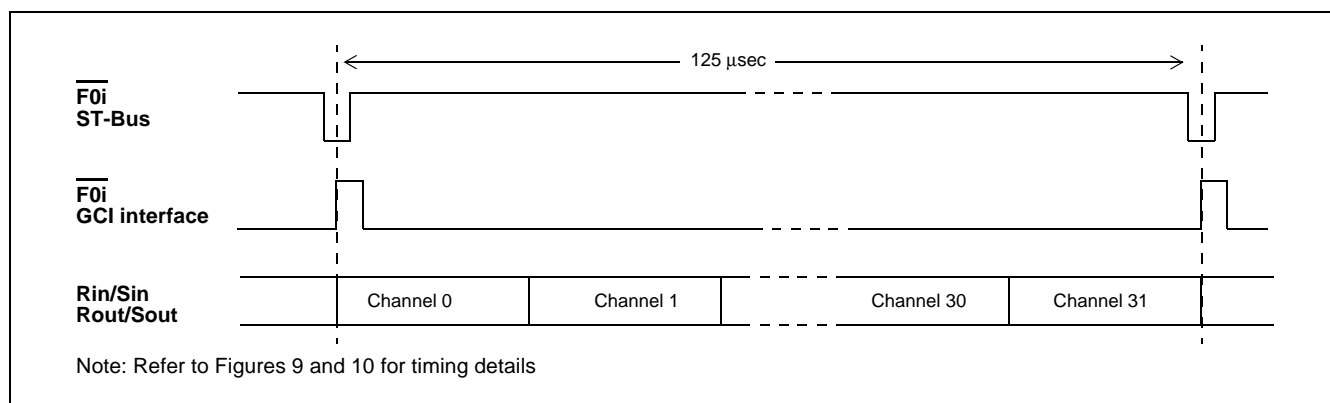 125 μsec
F0i
ST-Bus
F0i
GCI interface
Rin/Sin
Rout/Sout
Channel 0
Channel 1
Channel 30
Channel 31
Note: Refer to Figures 9 and 10 for timing details